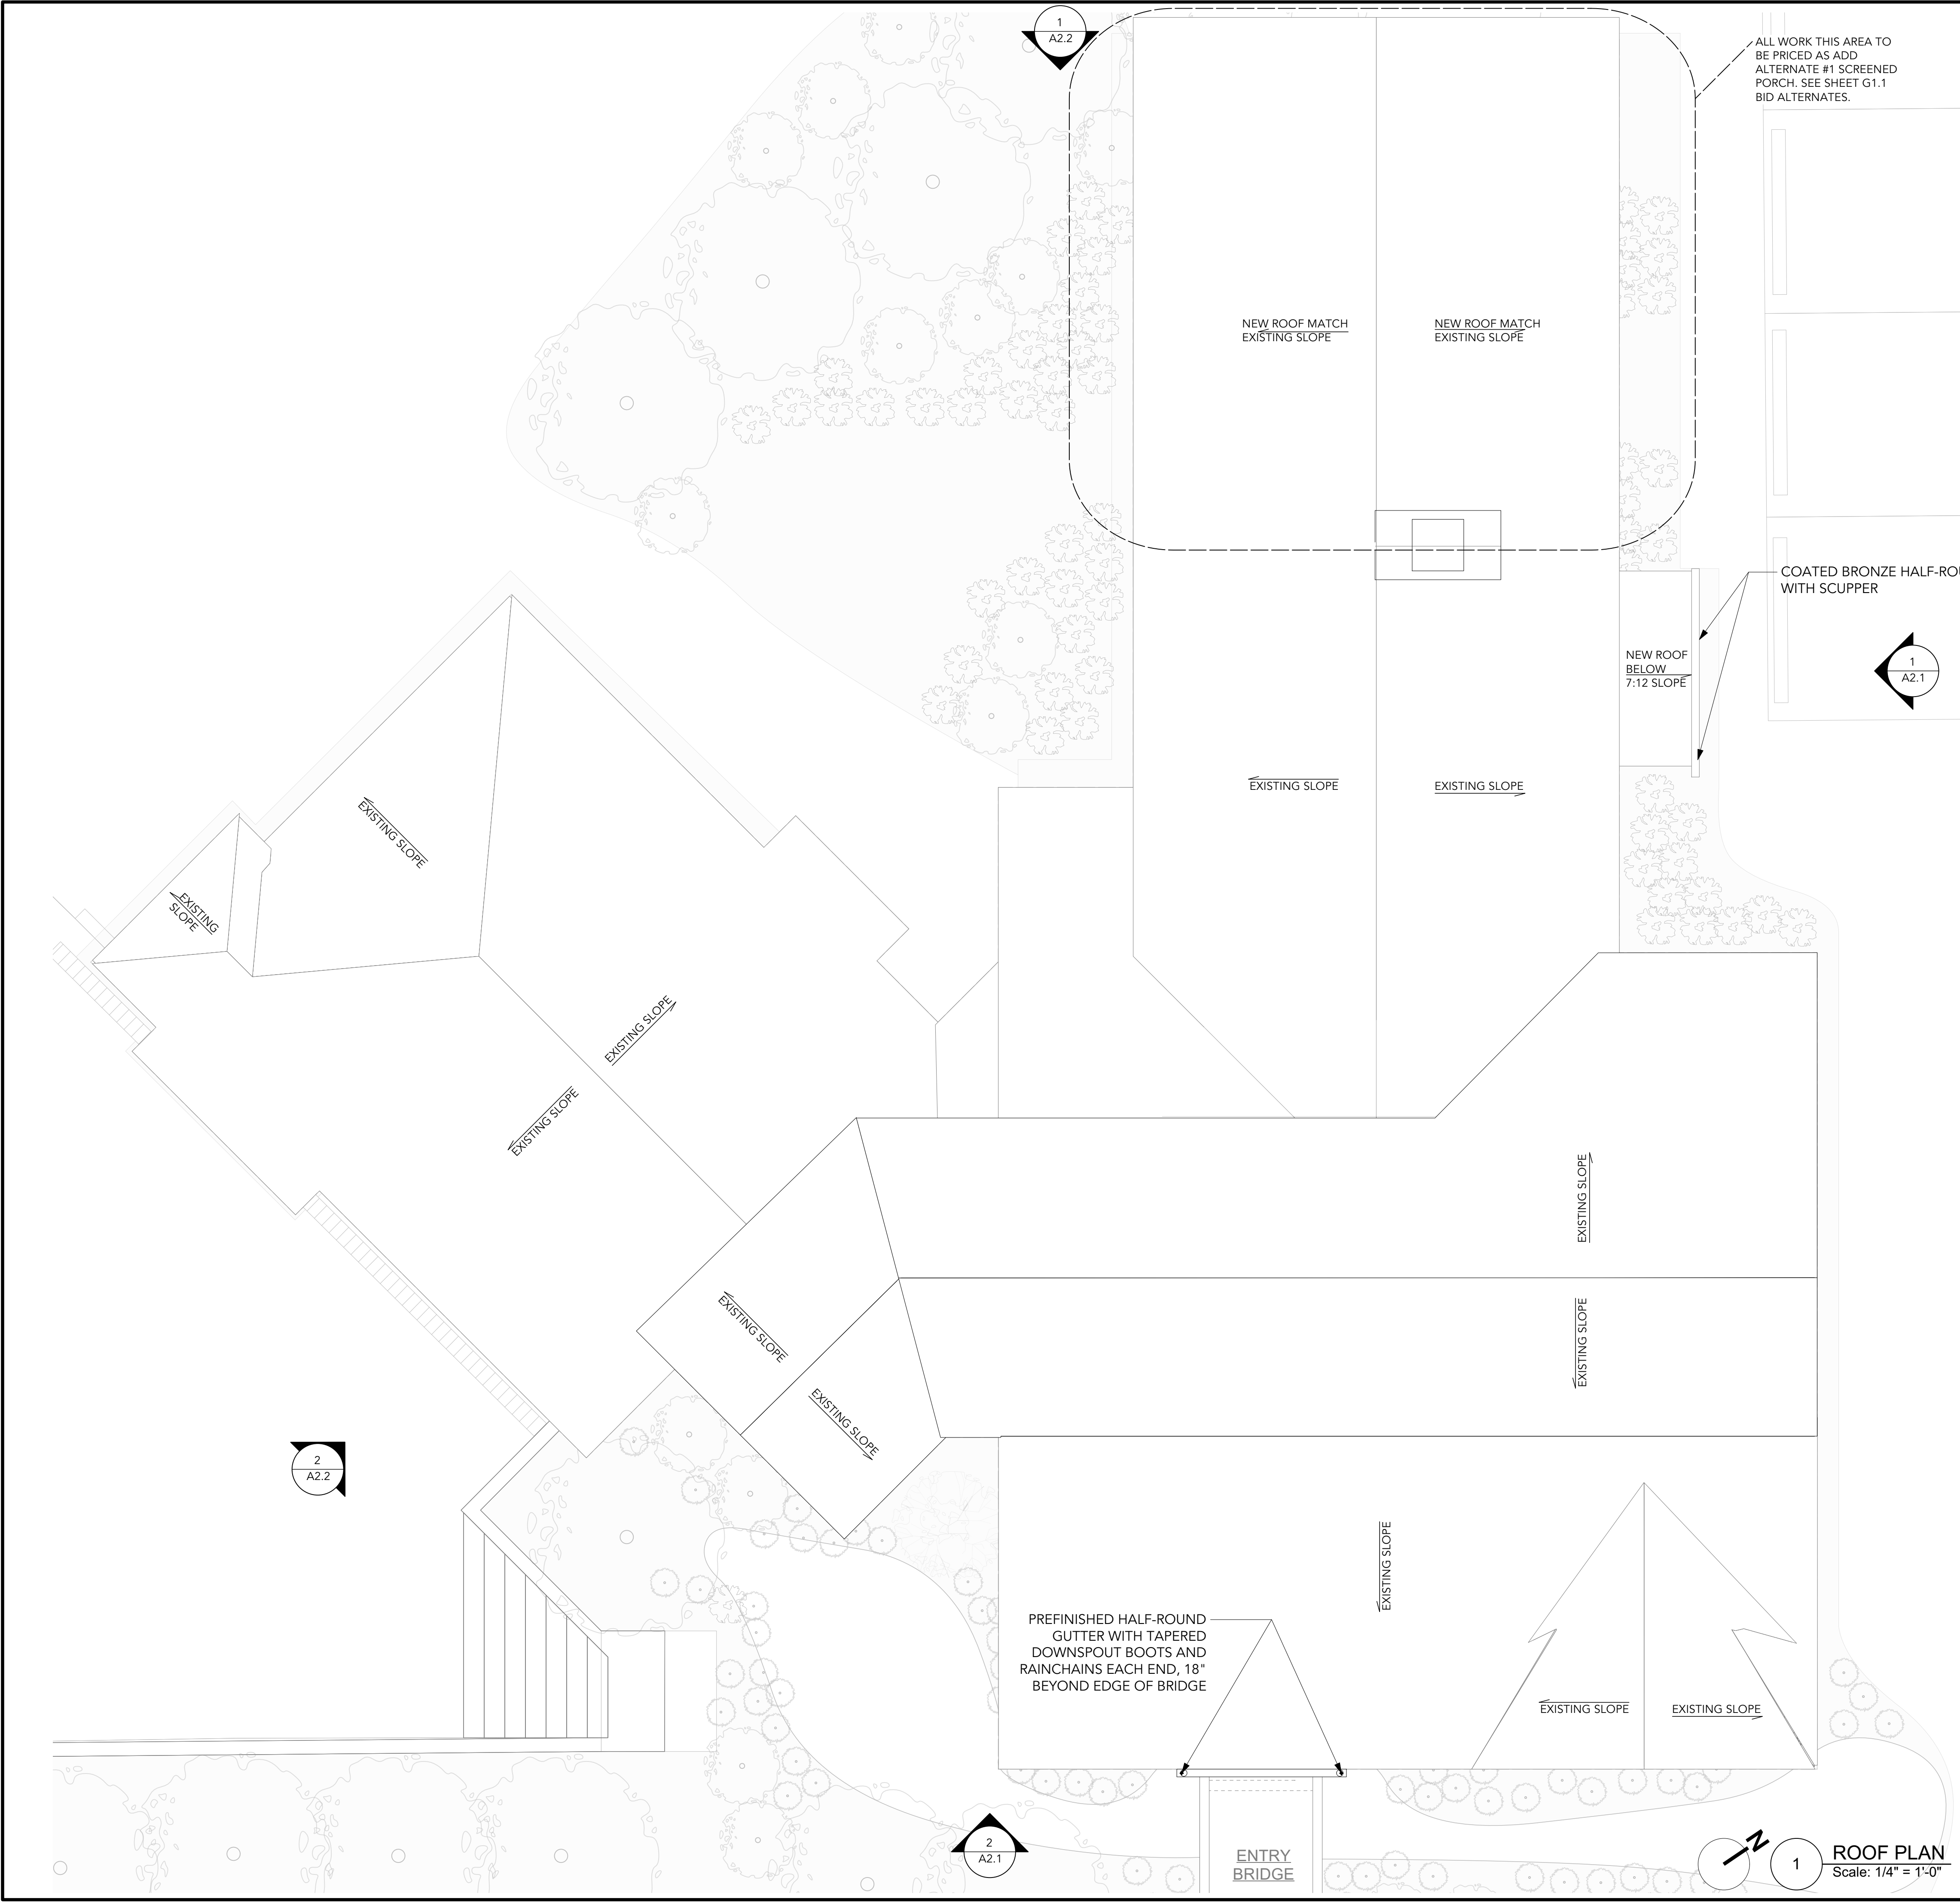 1
A2.2
ALL WORK THIS AREA TO
BE PRICED AS ADD
ALTERNATE #1 SCREENED
PORCH. SEE SHEET G1.1
BID ALTERNATES.
NEW ROOF MATCH
EXISTING SLOPE
NEW ROOF MATCH
EXISTING SLOPE
COATED BRONZE HALF-ROU
WITH SCUPPER
NEW ROOF
BELOW
7:12 SLOPE
1
A2.1
EXISTING SLOPE
EXISTING SLOPE
EXISTING SLOPE
EXISTING
SLOPE
EXISTING SLOPE
EXISTING SLOPE
EXISTING SLOPE
EXISTING SLOPE
EXISTING SLOPE
EXISTING SLOPE
2
A2.2
EXISTING SLOPE
PREFINISHED HALF-ROUND
GUTTER WITH TAPERED
DOWNSPOUT BOOTS AND
RAINCHAINS EACH END, 18"
BEYOND EDGE OF BRIDGE
EXISTING SLOPE
EXISTING SLOPE
2
A2.1
ENTRY
BRIDGE
N
1
ROOF PLAN
Scale: 1/4" = 1'-0"